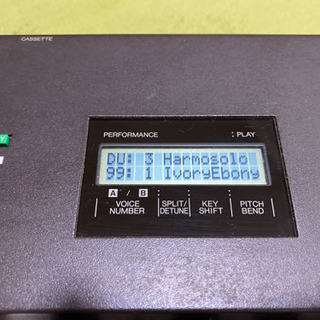 CASSETTE
PERFORMANCE : PLAY
DU: 3 Harmosolo
99: 1 IvoryEbony
A / B
VOICE NUMBER
SPLIT/ DETUNE
KEY SHIFT
PITCH BEND